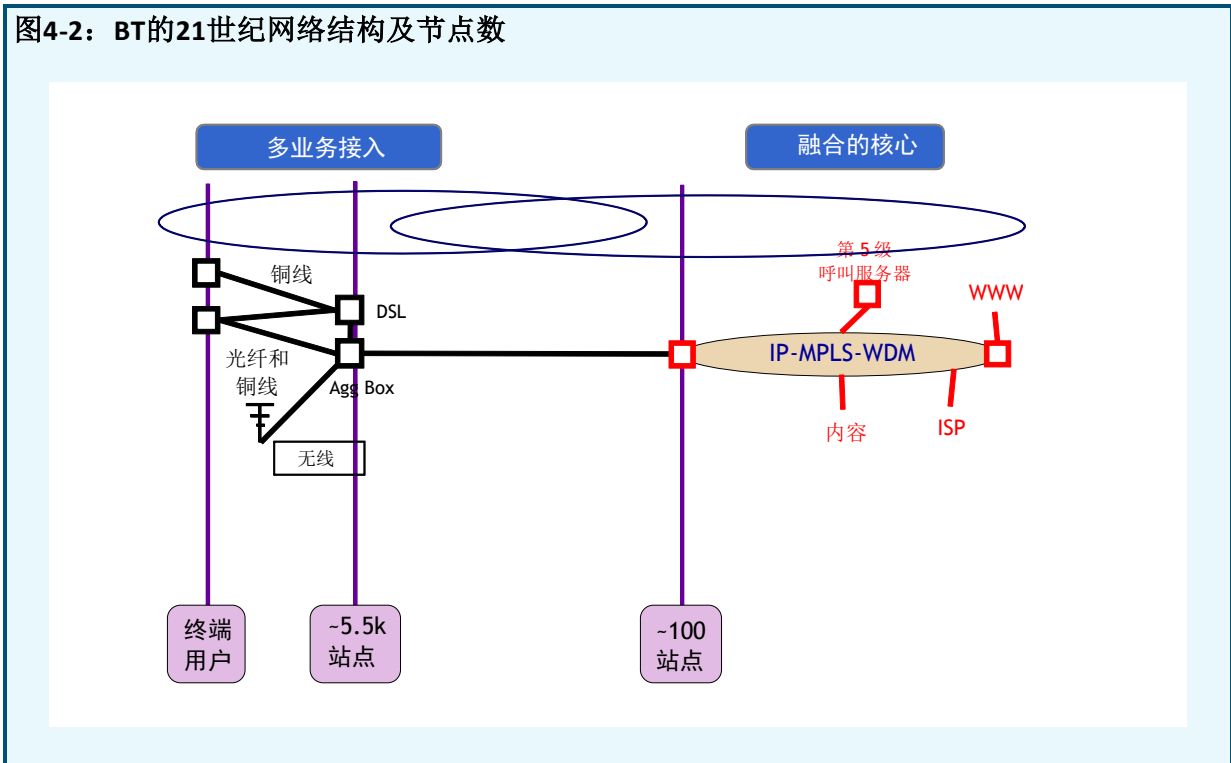 图4-2：BT的21世纪网络结构及节点数
多业务接入
融合的核心
第 5 级
呼叫服务器
铜线
WWW
DSL
IP-MPLS-WDM
光纤和
铜线
Agg Box
内容
ISP
无线
终端
用户
~5.5k
站点
~100
站点